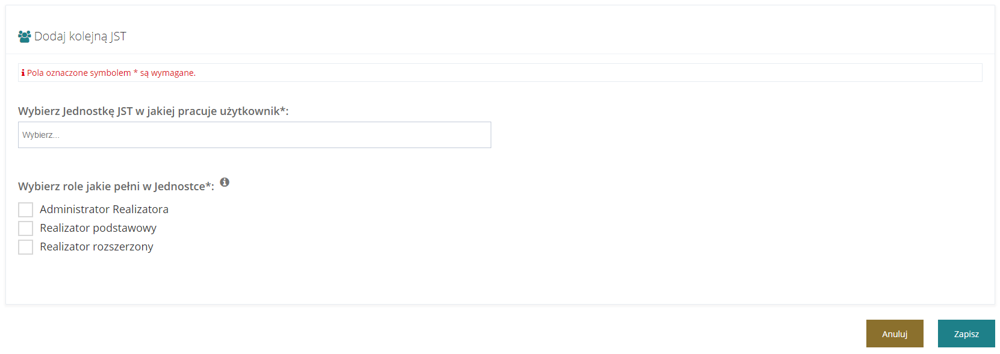 Dodaj kolejną JST
Pola oznaczone symbolem * są wymagane.
Wybierz Jednostkę JST w jakiej pracuje użytkownik*:
Wybierz...
Wybierz role jakie pełni w Jednostce*:
Administrator Realizatora
Realizator podstawowy
Realizator rozszerzony
Anuluj
Zapisz